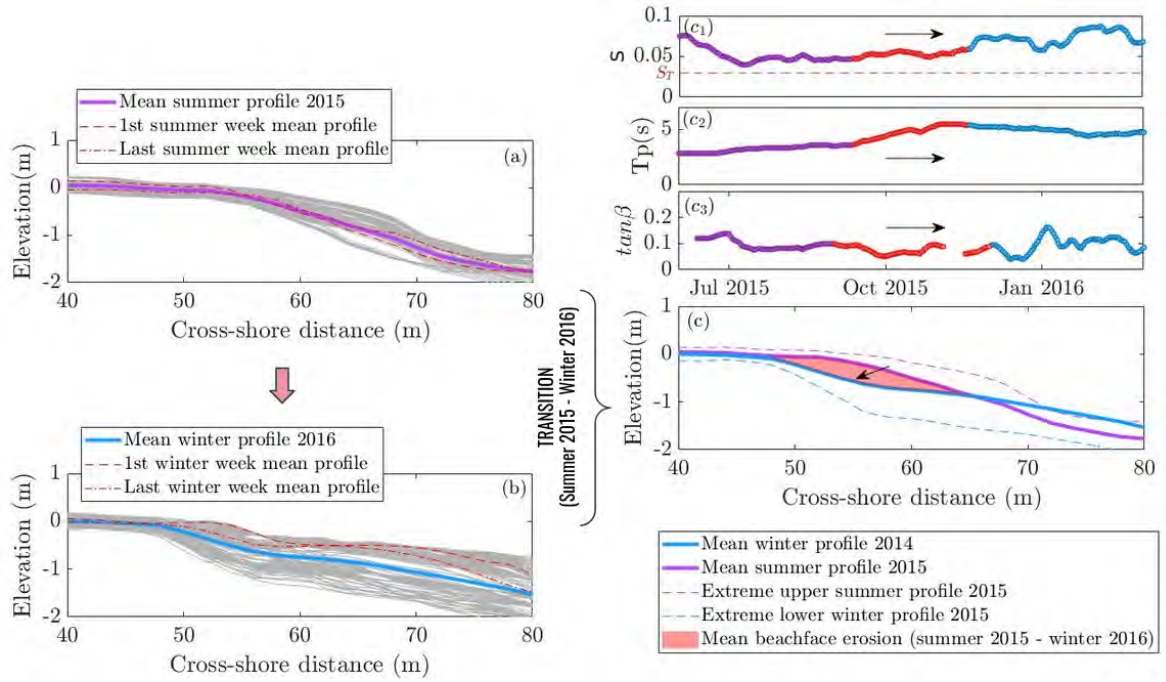 Mean summer profile 2015
1st summer week mean profile
Last summer week mean profile
(a)
Elevation(m)
1
0
-1
-2
40 50 60 70 80
Cross-shore distance (m)
Mean winter profile 2016
1st winter week mean profile
Last winter week mean profile
(b)
Elevation (m)
1
0
-1
-2
40 50 60 70 80
Cross-shore distance (m)
TRANSITION
(Summer 2015 - Winter 2016)
(c₁)
S
0.1
0.05
S_T
0
(c₂)
Tp(s)
5
0
(c₃)
tanβ
0.2
0.1
0
Jul 2015 Oct 2015 Jan 2016
(c)
Elevation(m)
1
0
-1
-2
40 50 60 70 80
Cross-shore distance (m)
Mean winter profile 2014
Mean summer profile 2015
Extreme upper summer profile 2015
Extreme lower winter profile 2015
Mean beachface erosion (summer 2015 - winter 2016)